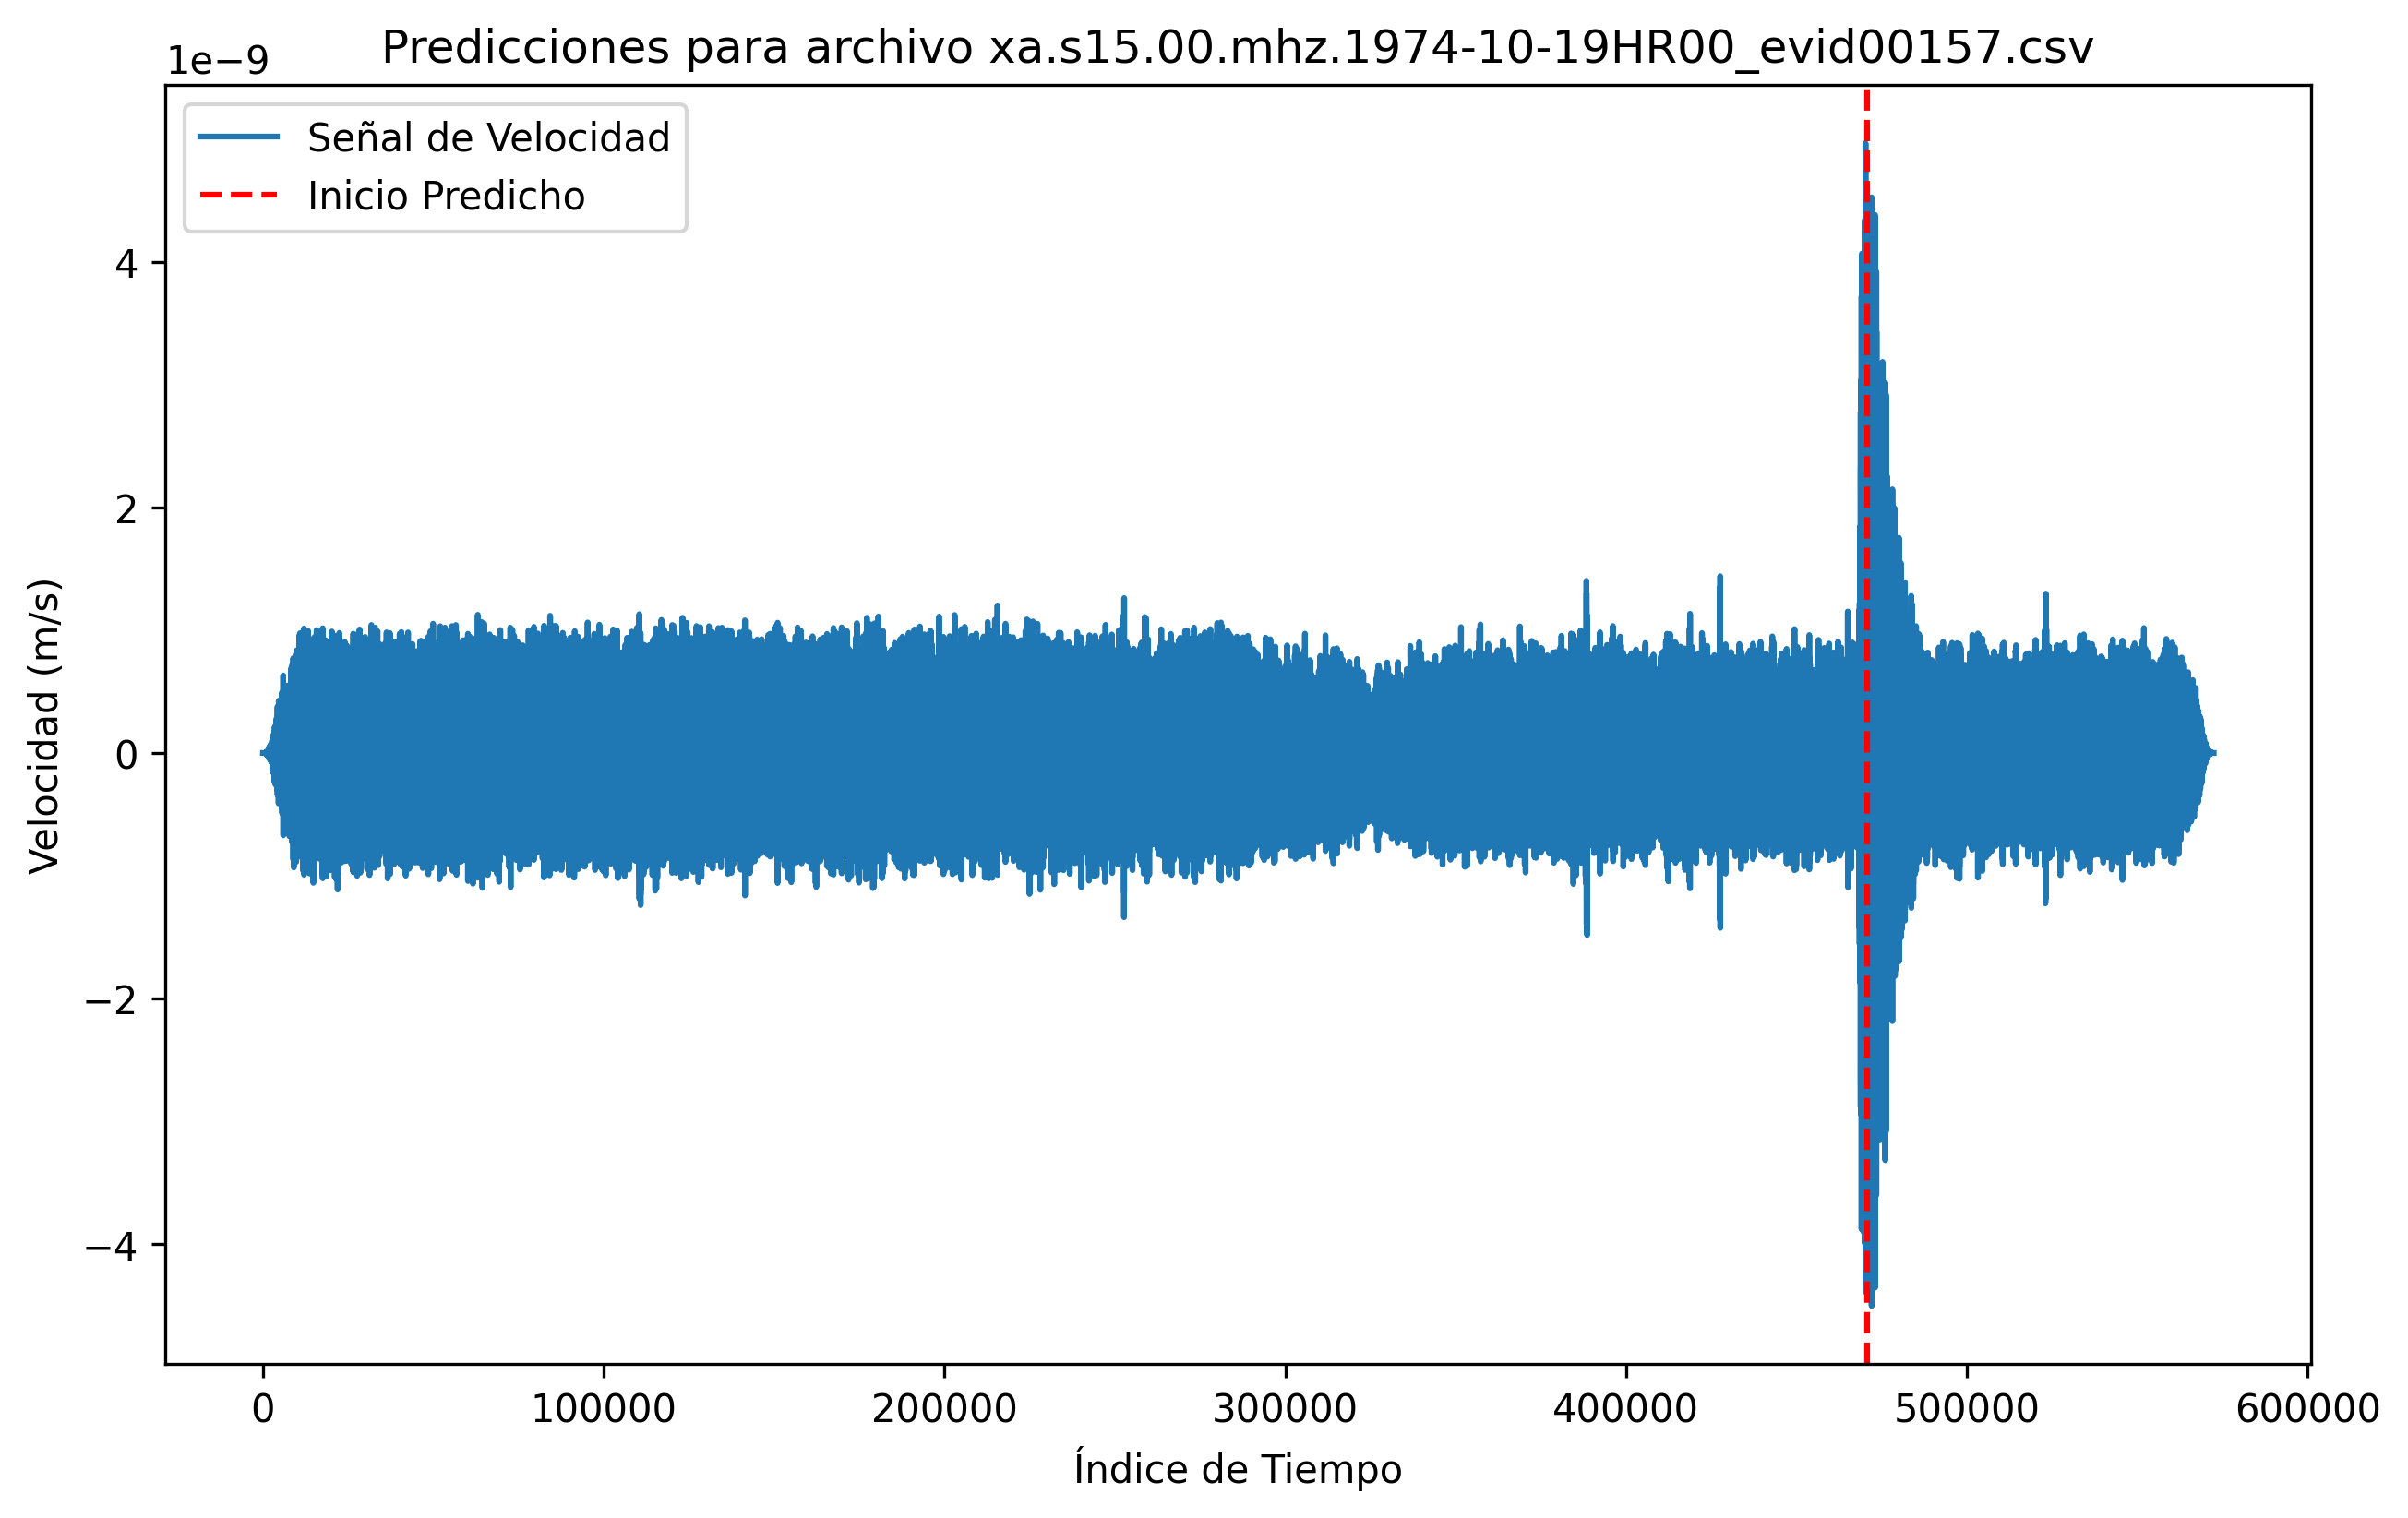 Predicciones para archivo xa.s15.00.mhz.1974-10-19HR00_evid00157.csv
1e−9
Señal de Velocidad
Inicio Predicho
4
2
0
−2
−4
Velocidad (m/s)
0 100000 200000 300000 400000 500000 600000
Índice de Tiempo